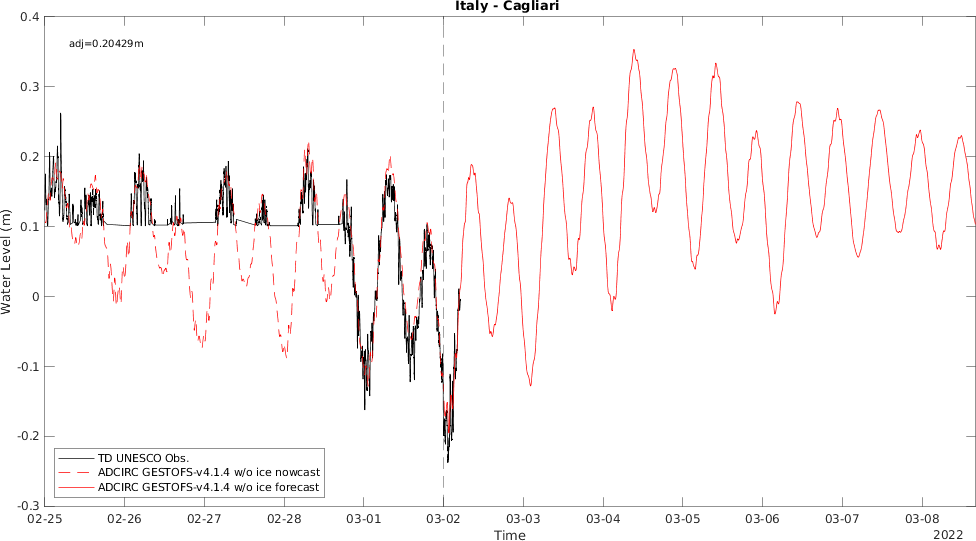 Italy - Cagliari
0.4
adj=0.20429m
0.3
0.2
0.1
0
-0.1
-0.2
-0.3
Water Level (m)
TD UNESCO Obs.
ADCIRC GESTOFS-v4.1.4 w/o ice nowcast
ADCIRC GESTOFS-v4.1.4 w/o ice forecast
02-25 02-26 02-27 02-28 03-01 03-02 03-03 03-04 03-05 03-06 03-07 03-08
Time
2022